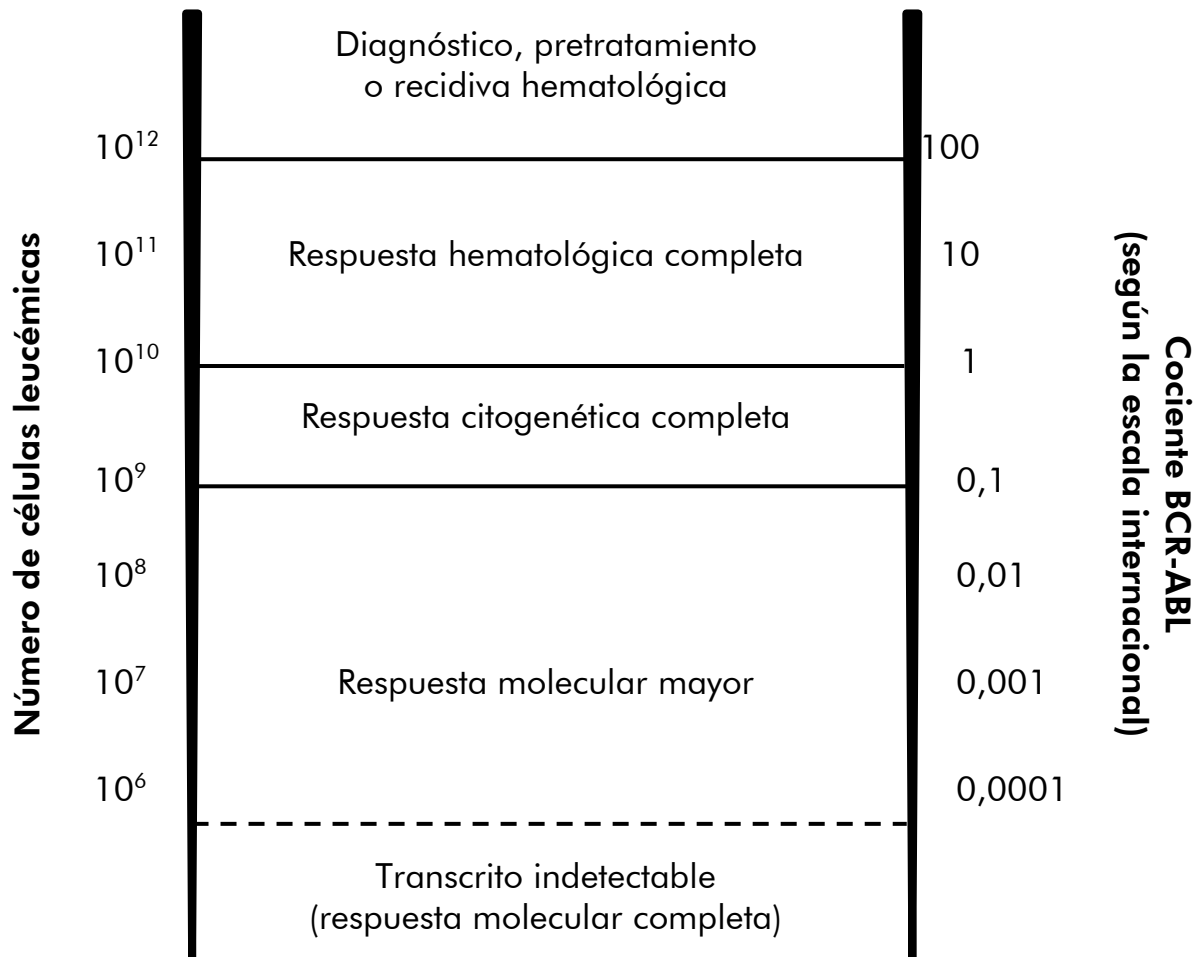 Diagnóstico, pretratamiento
o recidiva hematológica
10¹² 100
10¹¹ Respuesta hematológica completa 10
10¹⁰ 1
Respuesta citogenética completa
10⁹ 0,1
10⁸ 0,01
10⁷ Respuesta molecular mayor 0,001
10⁶ 0,0001
Transcrito indetectable
(respuesta molecular completa)
Número de células leucémicas
Cociente BCR-ABL
(según la escala internacional)